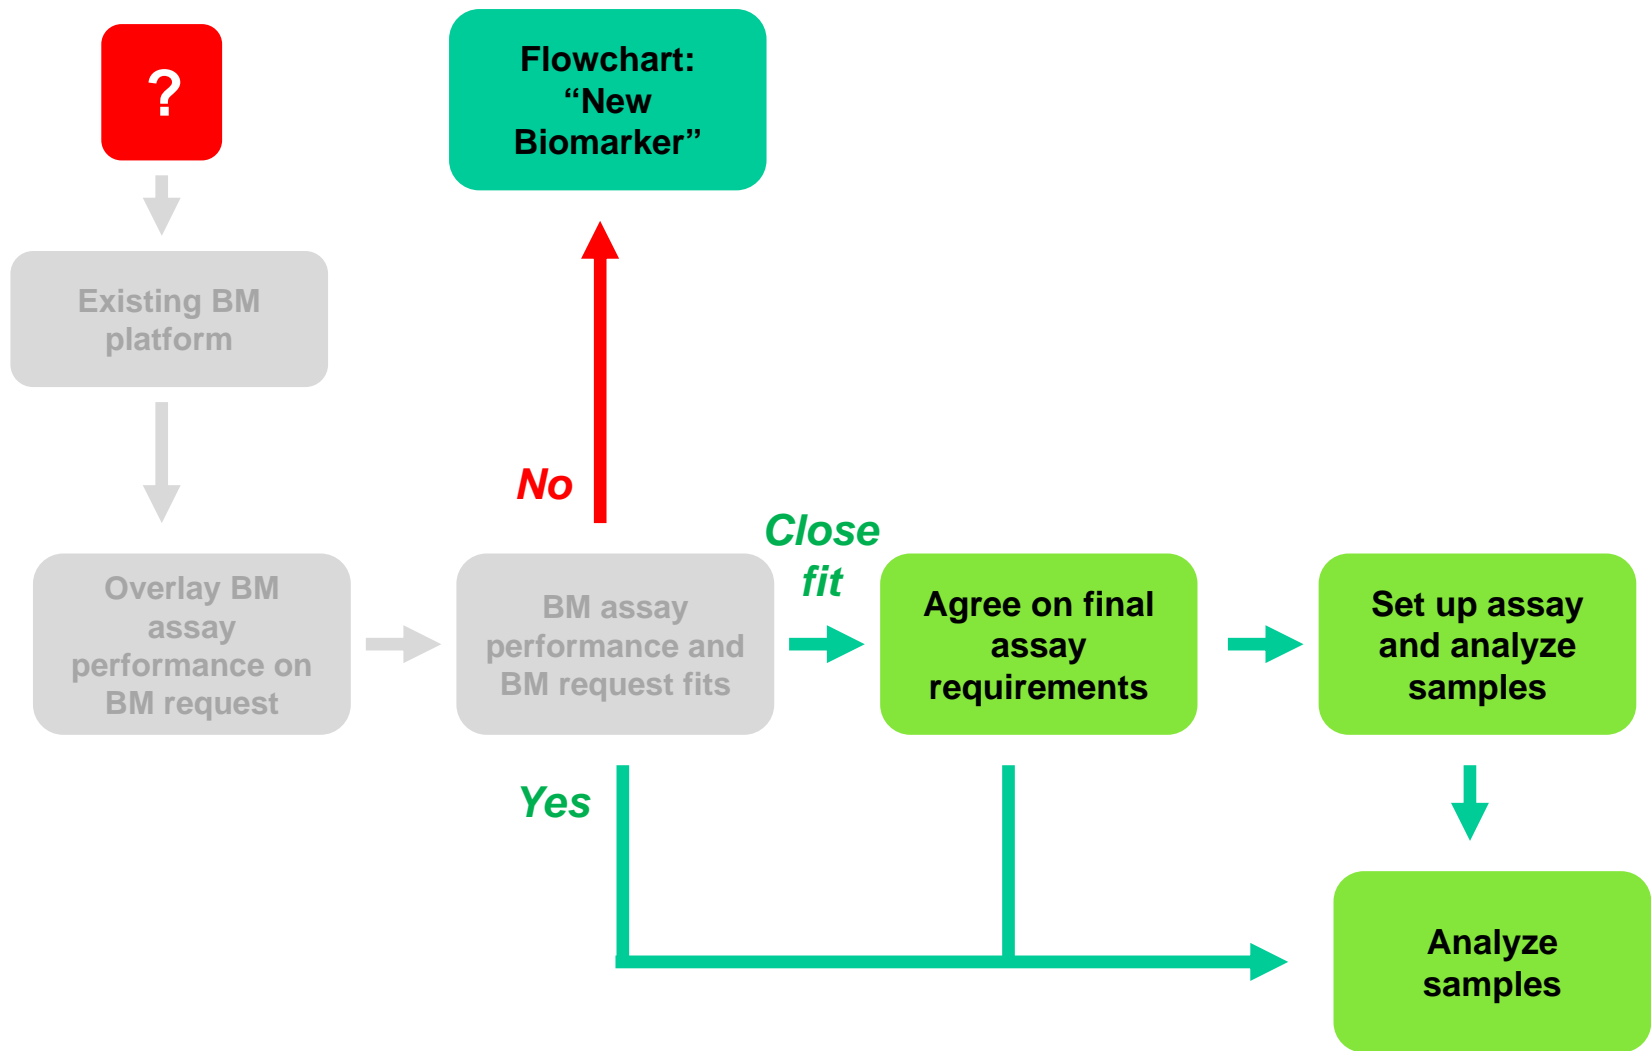 ?
Flowchart:
“New
Biomarker”
Existing BM
platform
No
Close
fit
Overlay BM
assay
performance on
BM request
BM assay
performance and
BM request fits
Agree on final
assay
requirements
Set up assay
and analyze
samples
Yes
Analyze
samples